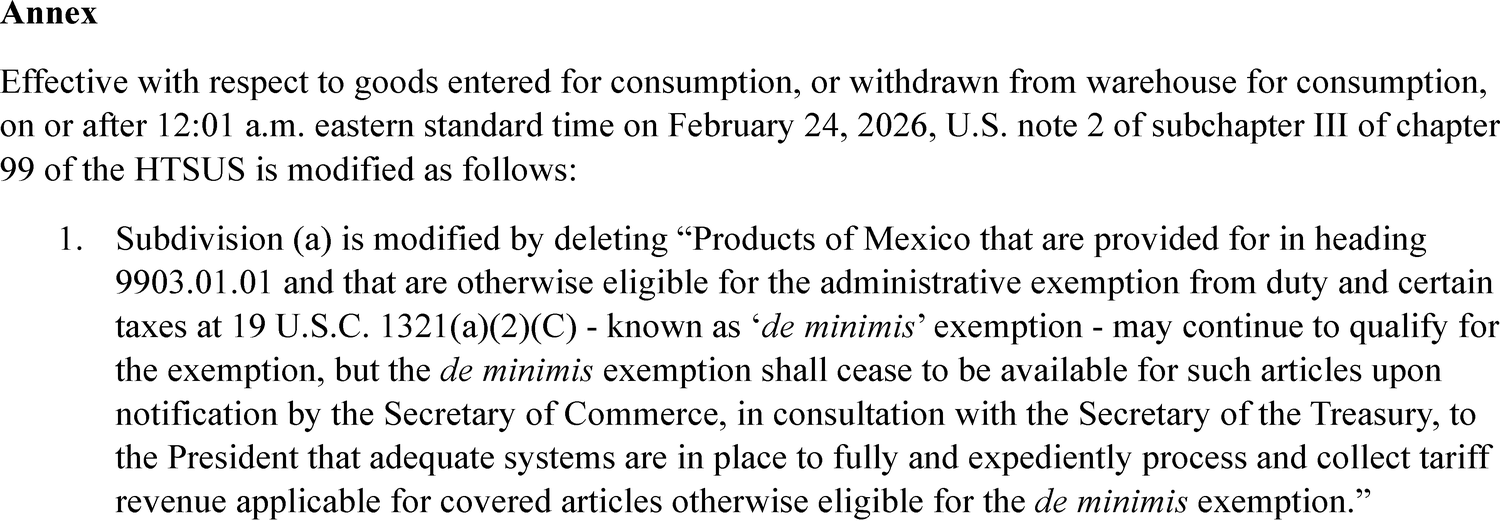 Annex
Effective with respect to goods entered for consumption, or withdrawn from warehouse for consumption,
on or after 12:01 a.m. eastern standard time on February 24, 2026, U.S. note 2 of subchapter III of chapter
99 of the HTSUS is modified as follows:
1. Subdivision (a) is modified by deleting “Products of Mexico that are provided for in heading
9903.01.01 and that are otherwise eligible for the administrative exemption from duty and certain
taxes at 19 U.S.C. 1321(a)(2)(C) - known as ‘de minimis’ exemption - may continue to qualify for
the exemption, but the de minimis exemption shall cease to be available for such articles upon
notification by the Secretary of Commerce, in consultation with the Secretary of the Treasury, to
the President that adequate systems are in place to fully and expediently process and collect tariff
revenue applicable for covered articles otherwise eligible for the de minimis exemption.”